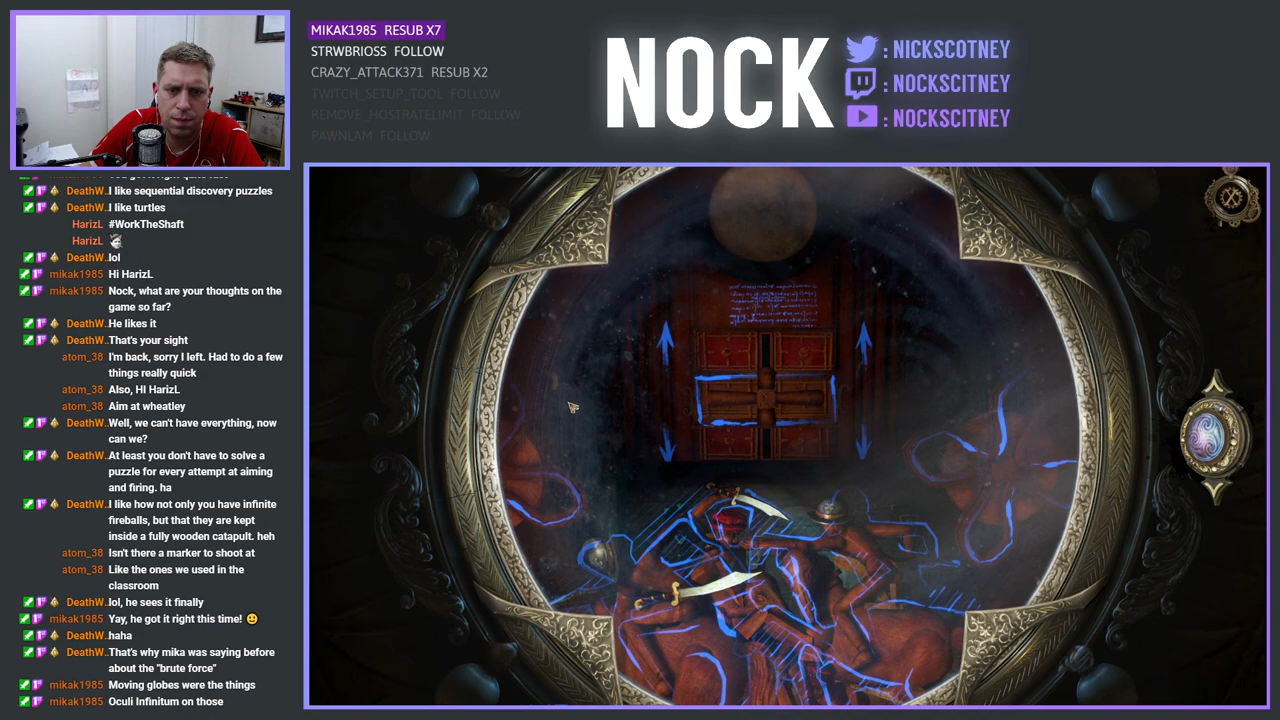 MIKAK1985 RESUB X7
STRWBRIOSS FOLLOW
CRAZY_ATTACK371 RESUB X2
TWITCH_SETUP_TOOL FOLLOW
REMOVE_HOSTRATELIMIT FOLLOW
PAWNLAM FOLLOW
NOCK
: NICKSCOTNEY
: NOCKSCITNEY
: NOCKSCITNEY
DeathW.. I like sequential discovery puzzles
DeathW.. I like turtles
HarizL #WorkTheShaft
HarizL
DeathW.. lol
mikak1985 Hi HarizL
mikak1985 Nock, what are your thoughts on the
game so far?
DeathW.. He likes it
DeathW.. That's your sight
atom_38 I'm back, sorry I left. Had to do a few
things really quick
atom_38 Also, HI HarizL
atom_38 Aim at wheatley
DeathW.. Well, we can't have everything, now
can we?
DeathW.. At least you don't have to solve a
puzzle for every attempt at aiming
and firing. ha
DeathW.. I like how not only you have infinite
fireballs, but that they are kept
inside a fully wooden catapult. heh
atom_38 Isn't there a marker to shoot at
atom_38 Like the ones we used in the
classroom
DeathW.. lol, he sees it finally
mikak1985 Yay, he got it right this time! 😀
DeathW.. haha
DeathW.. That's why mika was saying before
about the "brute force"
mikak1985 Moving globes were the things
mikak1985 Oculi Infinitum on those